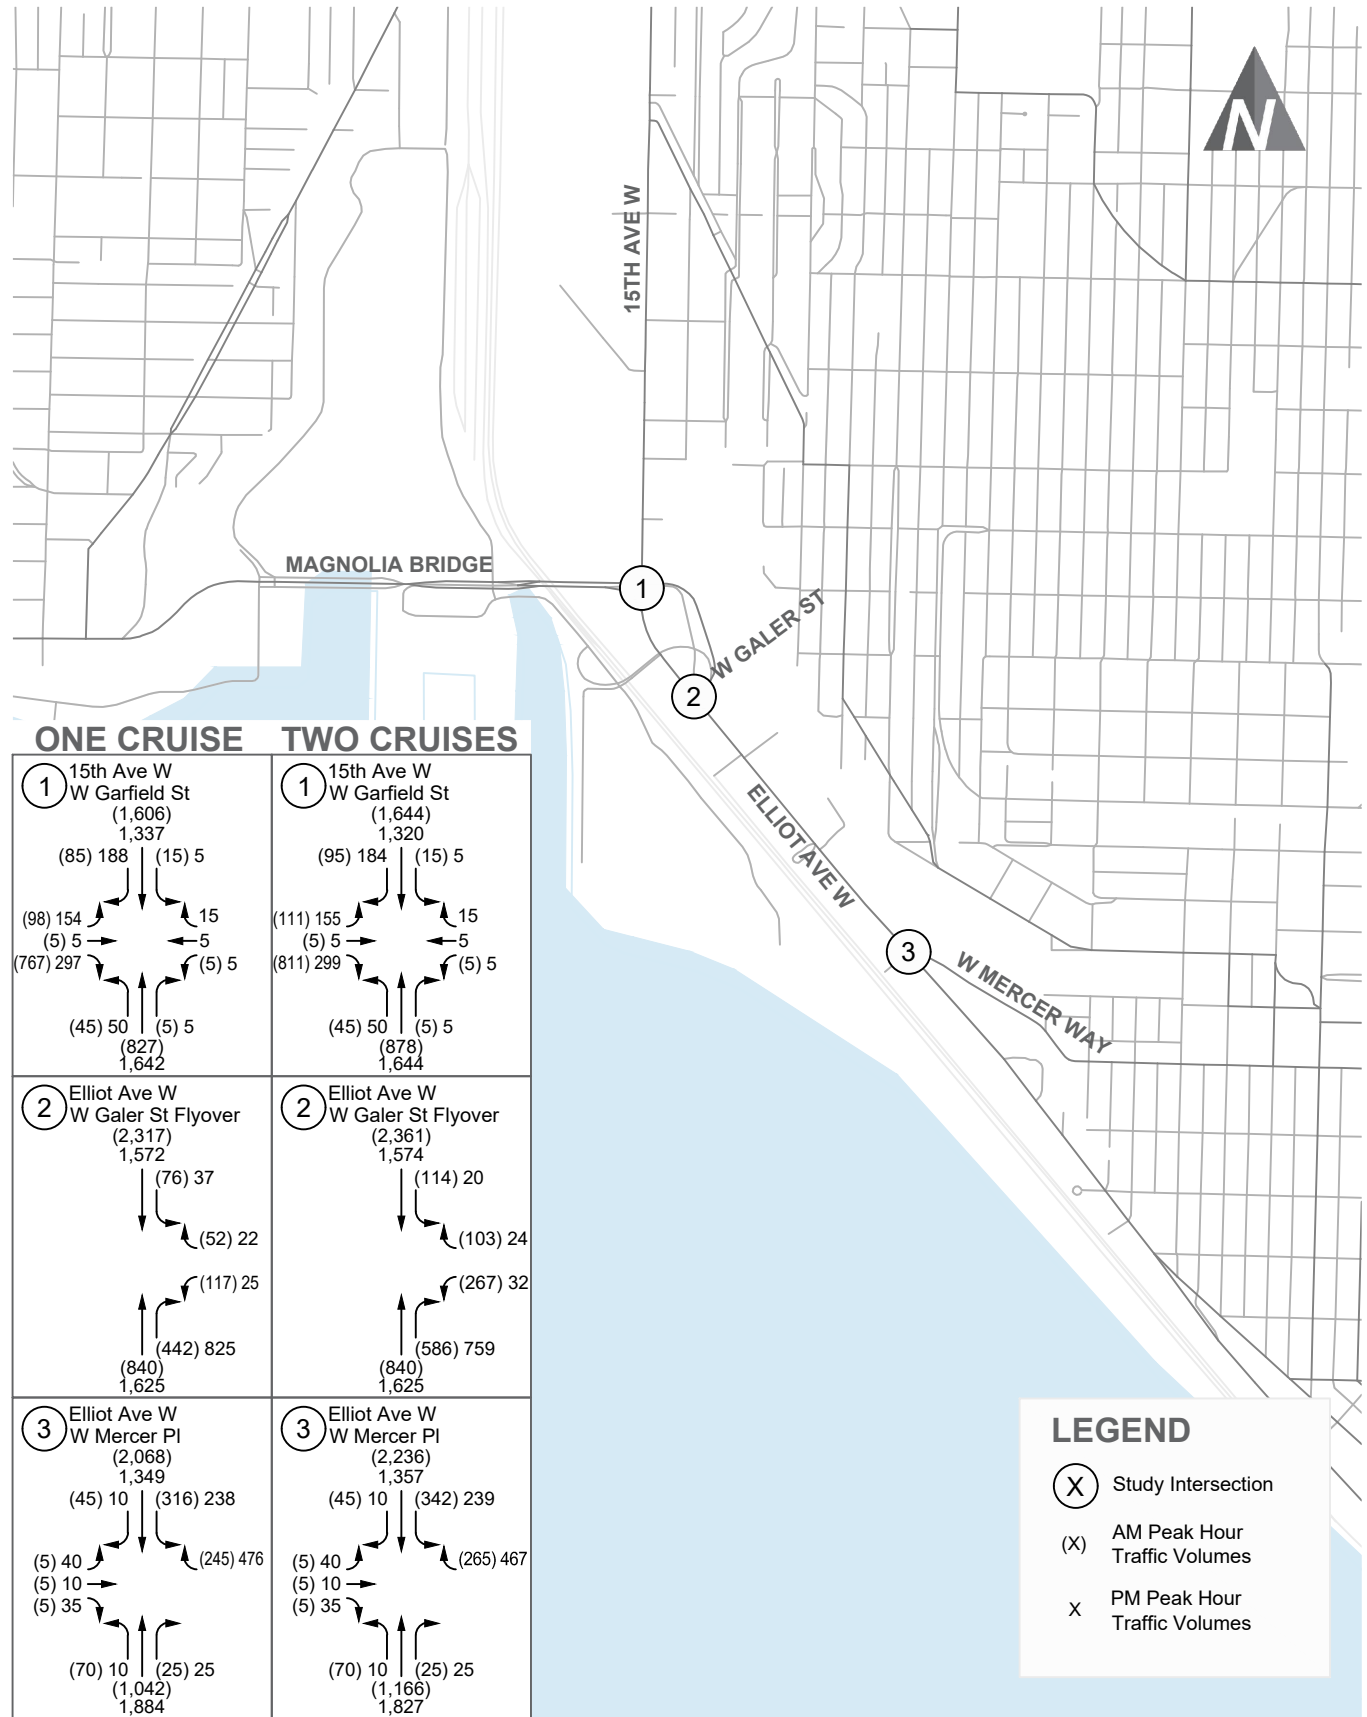 N
15TH AVE W
MAGNOLIA BRIDGE
1
W GALER ST
2
ELLIOT AVE W
3
W MERCER WAY
ONE CRUISE
1
15th Ave W
W Garfield St
(1,606)
1,337
(85) 188
(15) 5
(98) 154
15
(5) 5
5
(767) 297
(5) 5
(45) 50
(5) 5
(827)
1,642
2
Elliot Ave W
W Galer St Flyover
(2,317)
1,572
(76) 37
(52) 22
(117) 25
(442) 825
(840)
1,625
3
Elliot Ave W
W Mercer Pl
(2,068)
1,349
(45) 10
(316) 238
(5) 40
(245) 476
(5) 10
(5) 35
(70) 10
(25) 25
(1,042)
1,884
TWO CRUISES
1
15th Ave W
W Garfield St
(1,644)
1,320
(95) 184
(15) 5
(111) 155
15
(5) 5
5
(811) 299
(5) 5
(45) 50
(5) 5
(878)
1,644
2
Elliot Ave W
W Galer St Flyover
(2,361)
1,574
(114) 20
(103) 24
(267) 32
(586) 759
(840)
1,625
3
Elliot Ave W
W Mercer Pl
(2,236)
1,357
(45) 10
(342) 239
(5) 40
(265) 467
(5) 10
(5) 35
(70) 10
(25) 25
(1,166)
1,827
LEGEND
X
Study Intersection
(X)
AM Peak Hour
Traffic Volumes
X
PM Peak Hour
Traffic Volumes